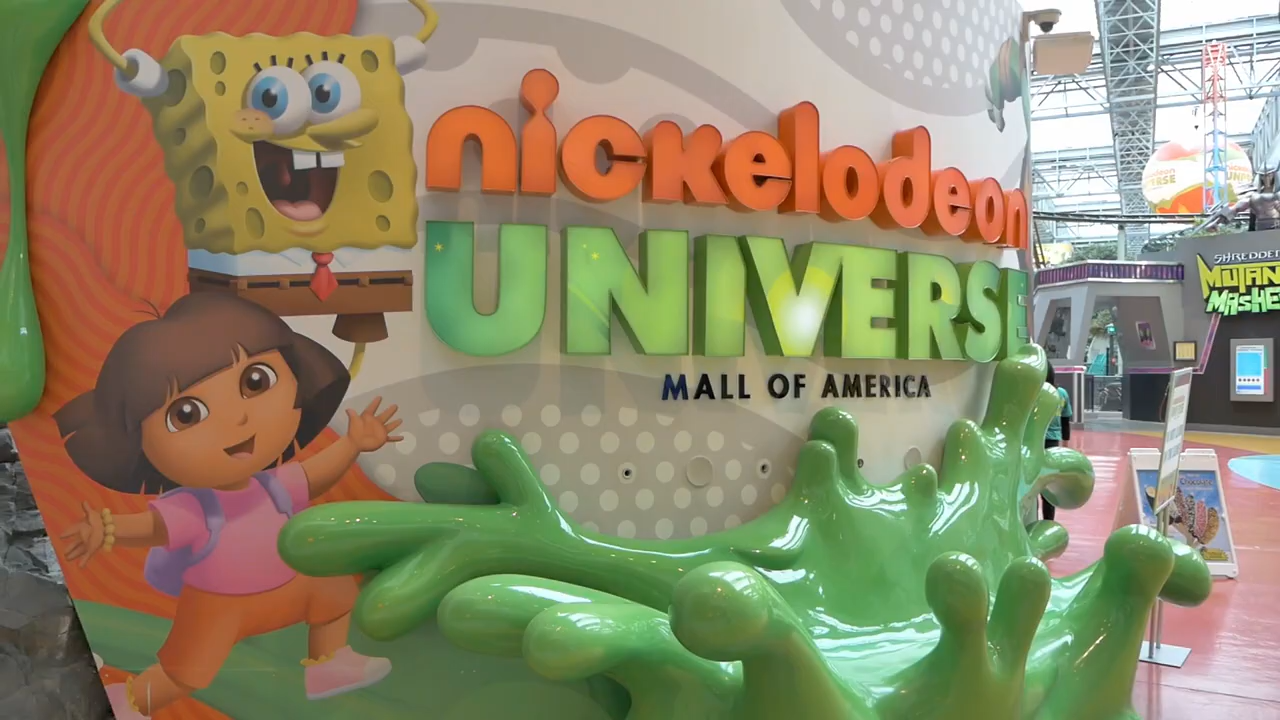 nickelodeon
UNIVERSE
MALL OF AMERICA
SHREDDER
MUTANT
MASHER